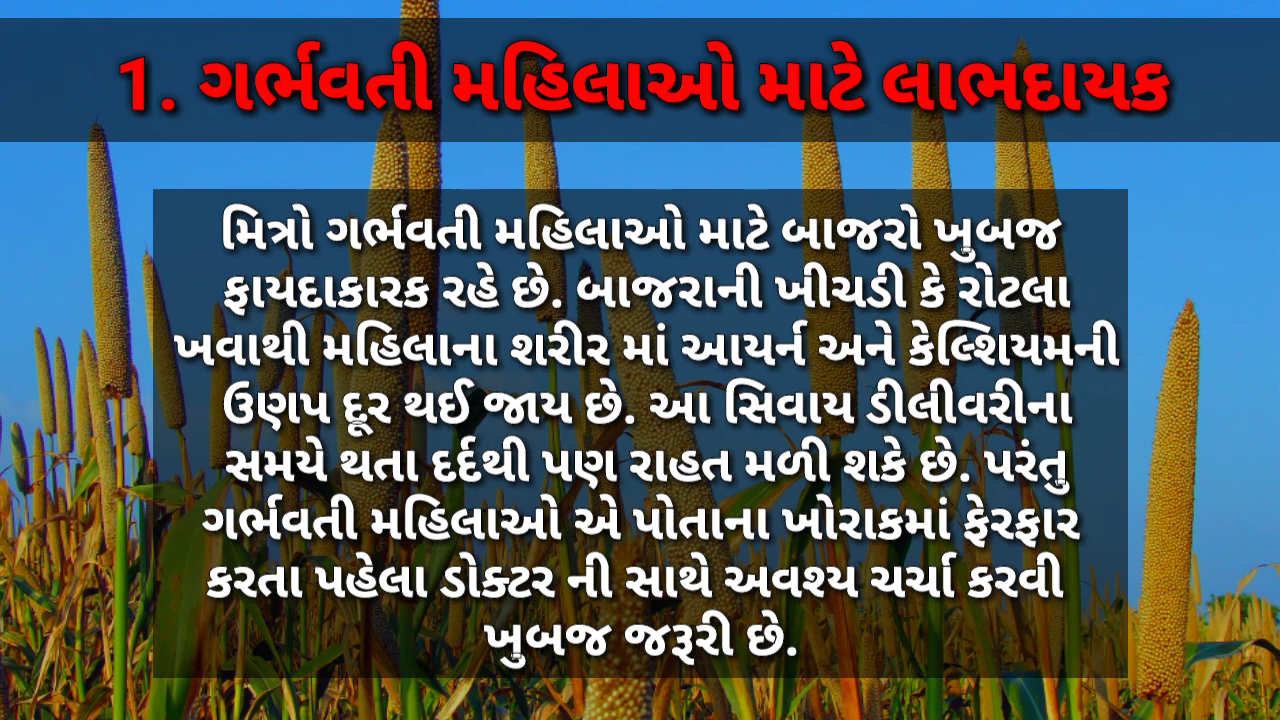 1. ગર્ભવતી મહિલાઓ માટે લાભદાયક
મિત્રો ગર્ભવતી મહિલાઓ માટે બાજરો ખુબજ
ફાયદાકારક રહે છે. બાજરાની ખીચડી કે રોટલા
ખવાથી મહિલાના શરીર માં આયર્ન અને કેલ્શિયમની
ઉણપ દૂર થઈ જાય છે. આ સિવાય ડીલીવરીના
સમયે થતા દર્દથી પણ રાહત મળી શકે છે. પરંતુ
ગર્ભવતી મહિલાઓ એ પોતાના ખોરાકમાં ફેરફાર
કરતા પહેલા ડોક્ટર ની સાથે અવશ્ય ચર્ચા કરવી
ખુબજ જરૂરી છે.